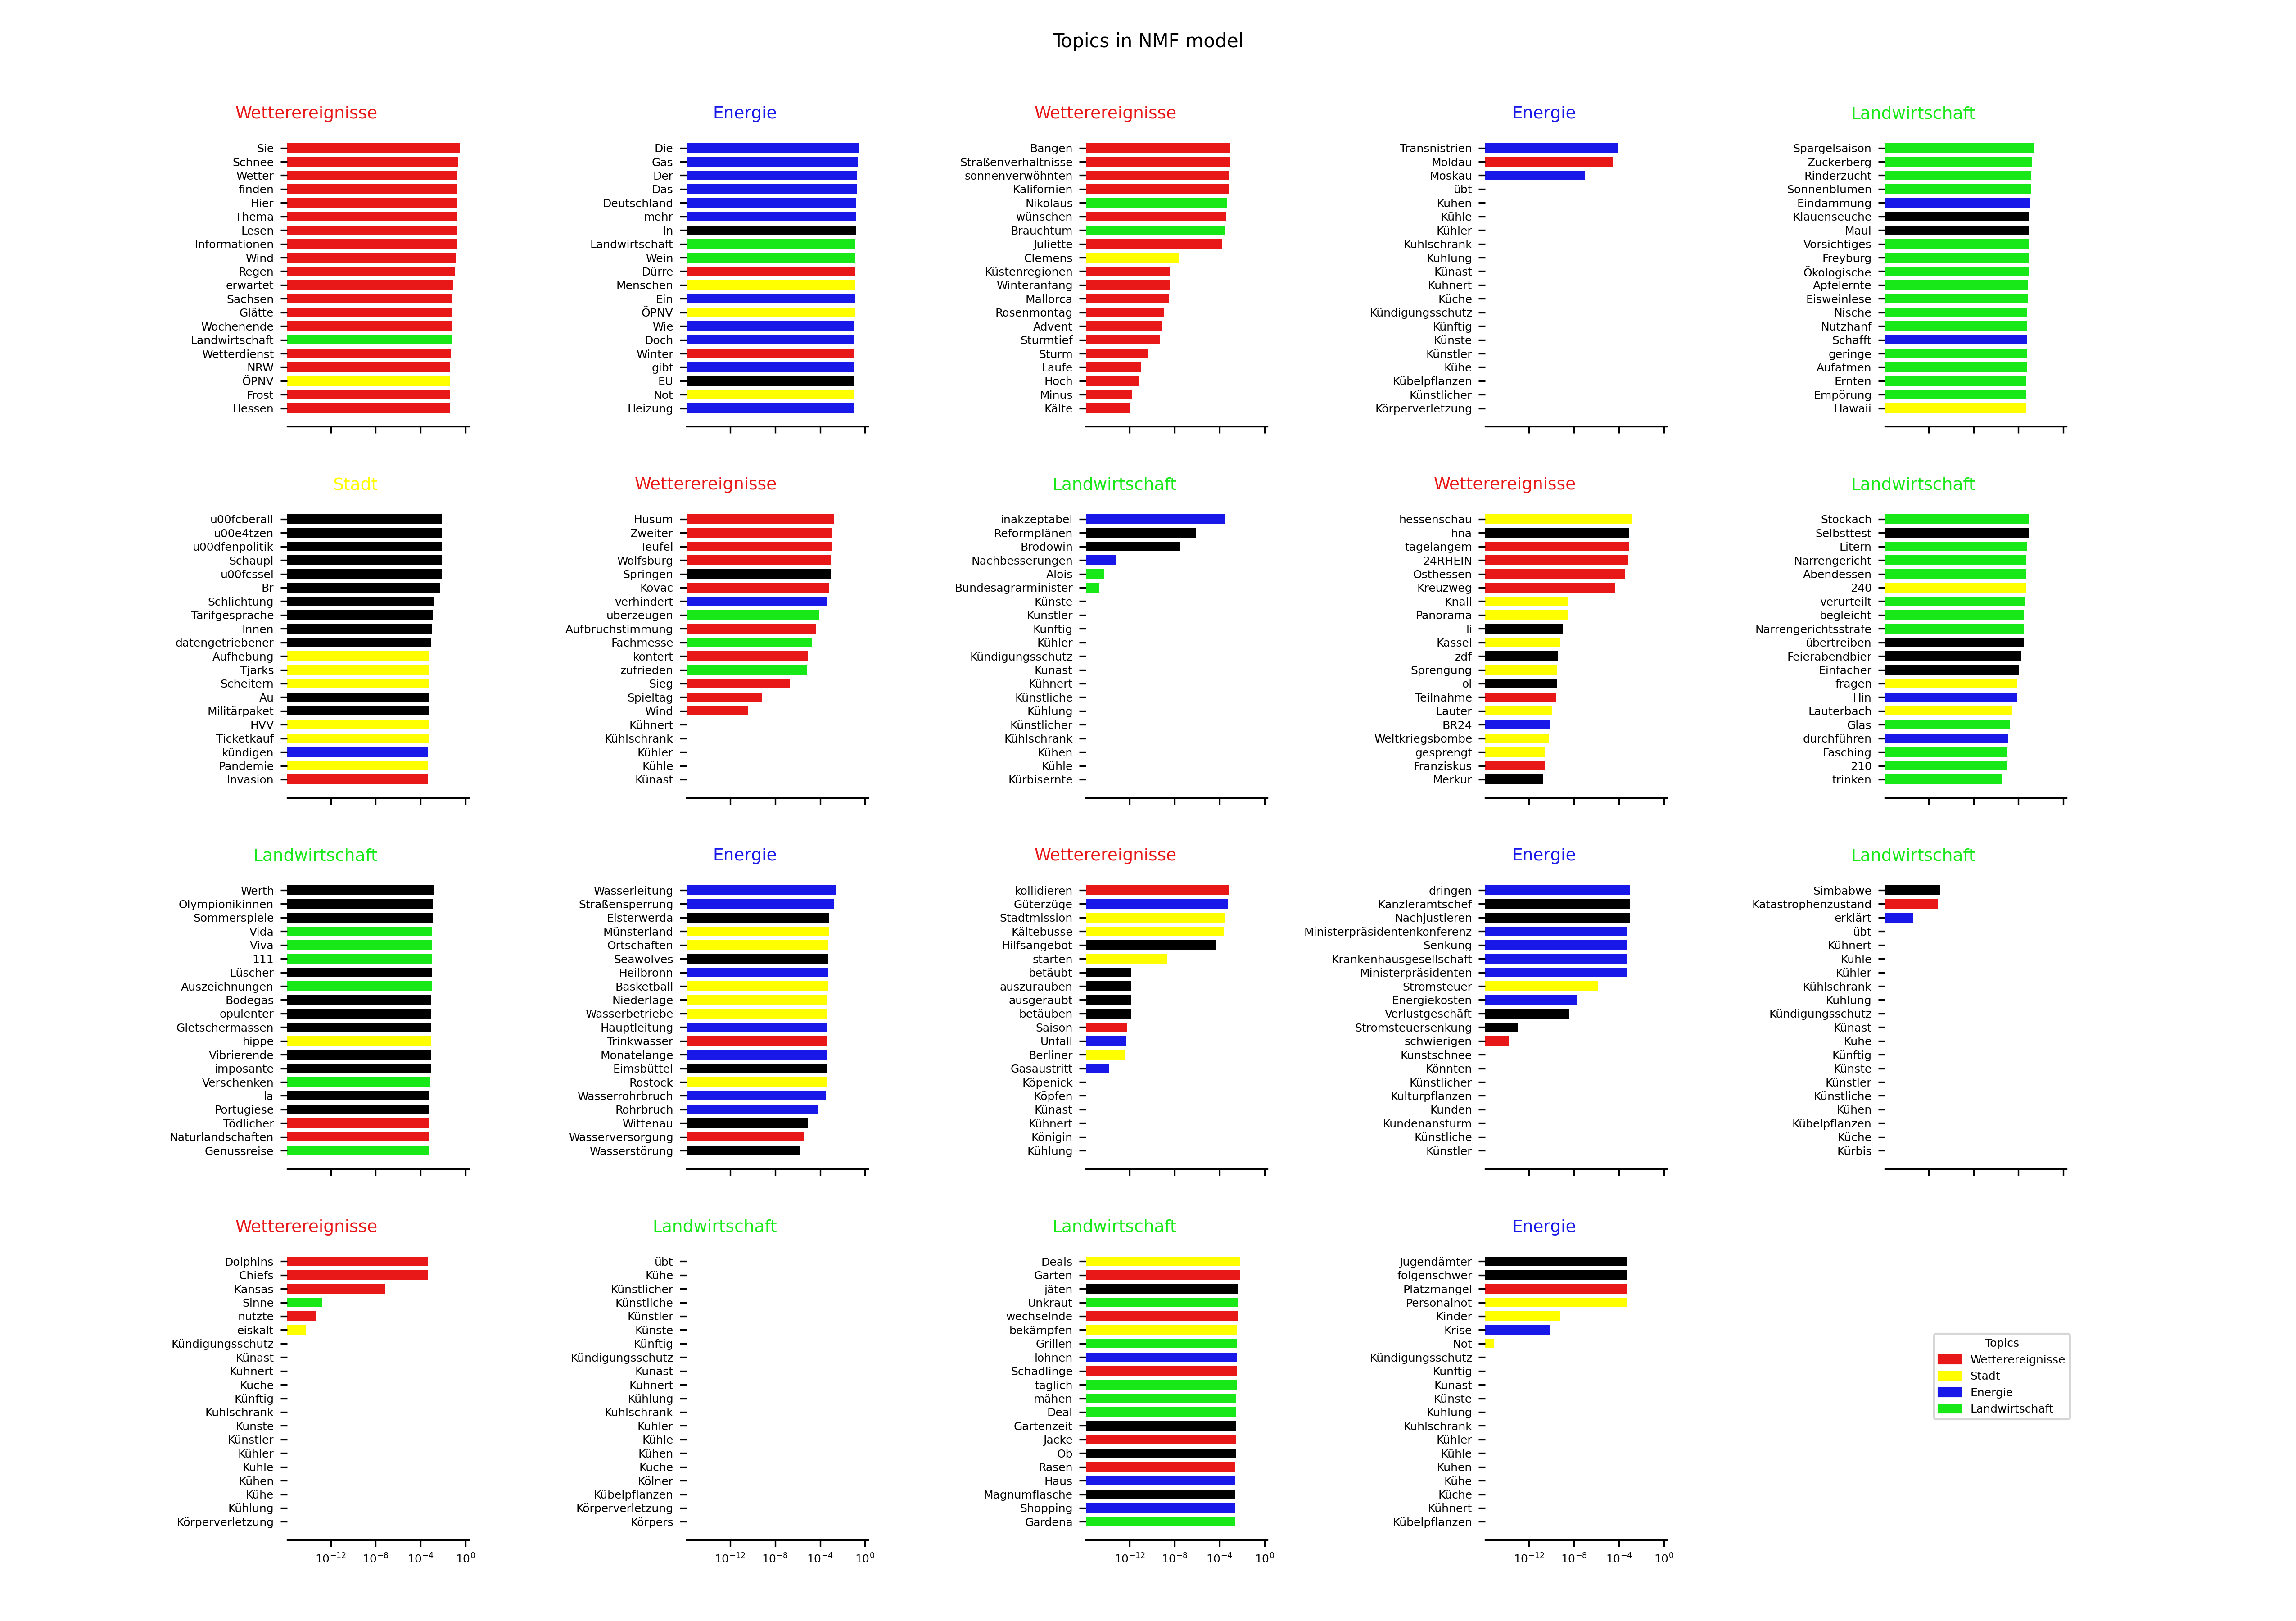 Topics in NMF model
Wetterereignisse
Sie
Schnee
Wetter
finden
Hier
Thema
Lesen
Informationen
Wind
Regen
erwartet
Sachsen
Glätte
Wochenende
Landwirtschaft
Wetterdienst
NRW
ÖPNV
Frost
Hessen
Energie
Die
Gas
Der
Das
Deutschland
mehr
In
Landwirtschaft
Wein
Dürre
Menschen
Ein
ÖPNV
Wie
Doch
Winter
gibt
EU
Not
Heizung
Wetterereignisse
Bangen
Straßenverhältnisse
sonnenverwöhnten
Kalifornien
Nikolaus
wünschen
Brauchtum
Juliette
Clemens
Küstenregionen
Winteranfang
Mallorca
Rosenmontag
Advent
Sturmtief
Sturm
Laufe
Hoch
Minus
Kälte
Energie
Transnistrien
Moldau
Moskau
übt
Kühen
Kühle
Kühler
Kühlschrank
Kühlung
Künast
Kühnert
Küche
Kündigungsschutz
Künftig
Künste
Künstler
Kühe
Kübelpflanzen
Künstlicher
Körperverletzung
Landwirtschaft
Spargelsaison
Zuckerberg
Rinderzucht
Sonnenblumen
Eindämmung
Klauenseuche
Maul
Vorsichtiges
Freyburg
Ökologische
Apfelernte
Eisweinlese
Nische
Nutzhanf
Schafft
geringe
Aufatmen
Ernten
Empörung
Hawaii
Stadt
u00fcberall
u00e4tzen
u00dfenpolitik
Schaupl
u00fcssel
Br
Schlichtung
Tarifgespräche
Innen
datengetriebener
Aufhebung
Tjarks
Scheitern
Au
Militärpaket
HVV
Ticketkauf
kündigen
Pandemie
Invasion
Wetterereignisse
Husum
Zweiter
Teufel
Wolfsburg
Springen
Kovac
verhindert
überzeugen
Aufbruchstimmung
Fachmesse
kontert
zufrieden
Sieg
Spieltag
Wind
Kühnert
Kühlschrank
Kühler
Kühle
Künast
Landwirtschaft
inakzeptabel
Reformplänen
Brodowin
Nachbesserungen
Alois
Bundesagrarminister
Künste
Künstler
Künftig
Kühler
Kündigungsschutz
Künast
Kühnert
Künstliche
Kühlung
Künstlicher
Kühlschrank
Kühen
Kühle
Kürbisernte
Wetterereignisse
hessenschau
hna
tagelangem
24RHEIN
Osthessen
Kreuzweg
Knall
Panorama
li
Kassel
zdf
Sprengung
ol
Teilnahme
Lauter
BR24
Weltkriegsbombe
gesprengt
Franziskus
Merkur
Landwirtschaft
Stockach
Selbsttest
Litern
Narrengericht
Abendessen
240
verurteilt
begleicht
Narrengerichtsstrafe
übertreiben
Feierabendbier
Einfacher
fragen
Hin
Lauterbach
Glas
durchführen
Fasching
210
trinken
Landwirtschaft
Werth
Olympionikinnen
Sommerspiele
Vida
Viva
111
Lüscher
Auszeichnungen
Bodegas
opulenter
Gletschermassen
hippe
Vibrierende
imposante
Verschenken
la
Portugiese
Tödlicher
Naturlandschaften
Genussreise
Energie
Wasserleitung
Straßensperrung
Elsterwerda
Münsterland
Ortschaften
Seawolves
Heilbronn
Basketball
Niederlage
Wasserbetriebe
Hauptleitung
Trinkwasser
Monatelange
Eimsbüttel
Rostock
Wasserrohrbruch
Rohrbruch
Wittenau
Wasserversorgung
Wasserstörung
Wetterereignisse
kollidieren
Güterzüge
Stadtmission
Kältebusse
Hilfsangebot
starten
betäubt
auszurauben
ausgeraubt
betäuben
Saison
Unfall
Berliner
Gasaustritt
Köpenick
Köpfen
Künast
Kühnert
Königin
Kühlung
Energie
dringen
Kanzleramtschef
Nachjustieren
Ministerpräsidentenkonferenz
Senkung
Krankenhausgesellschaft
Ministerpräsidenten
Stromsteuer
Energiekosten
Verlustgeschäft
Stromsteuersenkung
schwierigen
Kunstschnee
Könnten
Künstlicher
Kulturpflanzen
Kunden
Kundenansturm
Künstliche
Künstler
Landwirtschaft
Simbabwe
Katastrophenzustand
erklärt
übt
Kühnert
Kühle
Kühler
Kühlschrank
Kühlung
Kündigungsschutz
Künast
Kühe
Künftig
Künste
Künstler
Künstliche
Kühen
Kübelpflanzen
Küche
Kürbis
Wetterereignisse
Dolphins
Chiefs
Kansas
Sinne
nutzte
eiskalt
Kündigungsschutz
Künast
Kühnert
Küche
Künftig
Kühlschrank
Künste
Künstler
Kühler
Kühle
Kühen
Kühe
Kühlung
Körperverletzung
10⁻¹² 10⁻⁸ 10⁻⁴ 10⁰
Landwirtschaft
übt
Kühe
Künstlicher
Künstliche
Künstler
Künste
Künftig
Kündigungsschutz
Künast
Kühnert
Kühlung
Kühlschrank
Kühler
Kühle
Kühen
Küche
Kölner
Kübelpflanzen
Körperverletzung
Körpers
10⁻¹² 10⁻⁸ 10⁻⁴ 10⁰
Landwirtschaft
Deals
Garten
jäten
Unkraut
wechselnde
bekämpfen
Grillen
lohnen
Schädlinge
täglich
mähen
Deal
Gartenzeit
Jacke
Ob
Rasen
Haus
Magnumflasche
Shopping
Gardena
10⁻¹² 10⁻⁸ 10⁻⁴ 10⁰
Energie
Jugendämter
folgenschwer
Platzmangel
Personalnot
Kinder
Krise
Not
Kündigungsschutz
Künftig
Künast
Künste
Kühlung
Kühlschrank
Kühler
Kühle
Kühen
Kühe
Küche
Kühnert
Kübelpflanzen
10⁻¹² 10⁻⁸ 10⁻⁴ 10⁰
Topics
Wetterereignisse
Stadt
Energie
Landwirtschaft